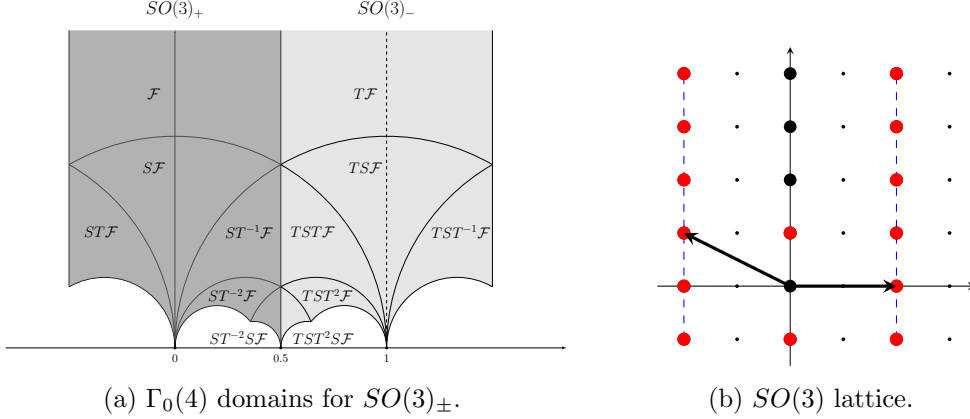 SO(3)₊ SO(3)₋
ℱ Tℱ
Sℱ TSℱ
STℱ ST⁻¹ℱ TSTℱ TST⁻¹ℱ
ST⁻²ℱ TST²ℱ
ST⁻²Sℱ TST²Sℱ
0 0.5 1
(a) Γ₀(4) domains for SO(3)±.
(b) SO(3) lattice.